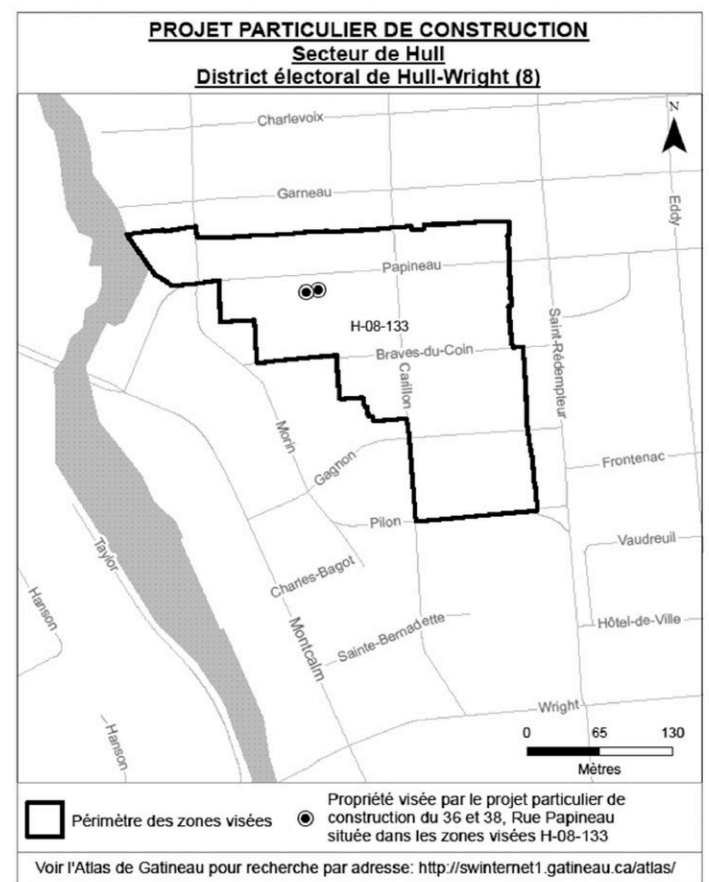 PROJET PARTICULIER DE CONSTRUCTION
Secteur de Hull
District électoral de Hull-Wright (8)
Charlevoix
N
Garneau
Eddy
Papineau
H-08-133
Saint-Rédempteur
Braves-du-Coin
Carillon
Morin
Gagnon
Frontenac
Pilon
Vaudreuil
Taylor
Charles-Bagot
Hanson
Hôtel-de-Ville
Sainte-Bernadette
Montcalm
Wright
Hanson
0 65 130
Mètres
Périmètre des zones visées
Propriété visée par le projet particulier de
construction du 36 et 38, Rue Papineau
située dans les zones visées H-08-133
Voir l'Atlas de Gatineau pour recherche par adresse: http://swinternet1.gatineau.ca/atlas/